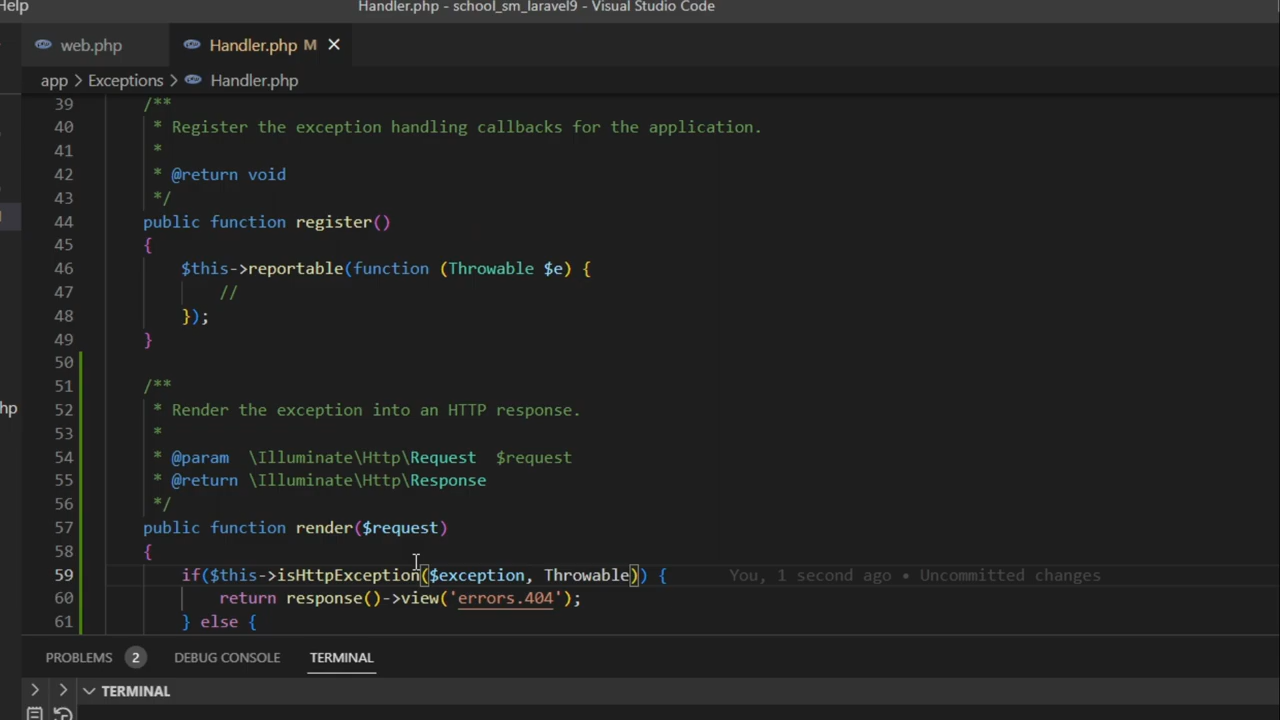 Help
Handler.php - school_sm_laravel9 - Visual Studio Code
web.php
Handler.php M
app > Exceptions > Handler.php
39 /**
40 * Register the exception handling callbacks for the application.
41 *
42 * @return void
43 */
44 public function register()
45 {
46 $this->reportable(function (Throwable $e) {
47 //
48 });
49 }
50
51 /**
52 * Render the exception into an HTTP response.
53 *
54 * @param \Illuminate\Http\Request $request
55 * @return \Illuminate\Http\Response
56 */
57 public function render($request)
58 {
59 if($this->isHttpException($exception, Throwable)) { You, 1 second ago • Uncommitted changes
60 return response()->view('errors.404');
61 } else {
hp
PROBLEMS 2 DEBUG CONSOLE TERMINAL
TERMINAL